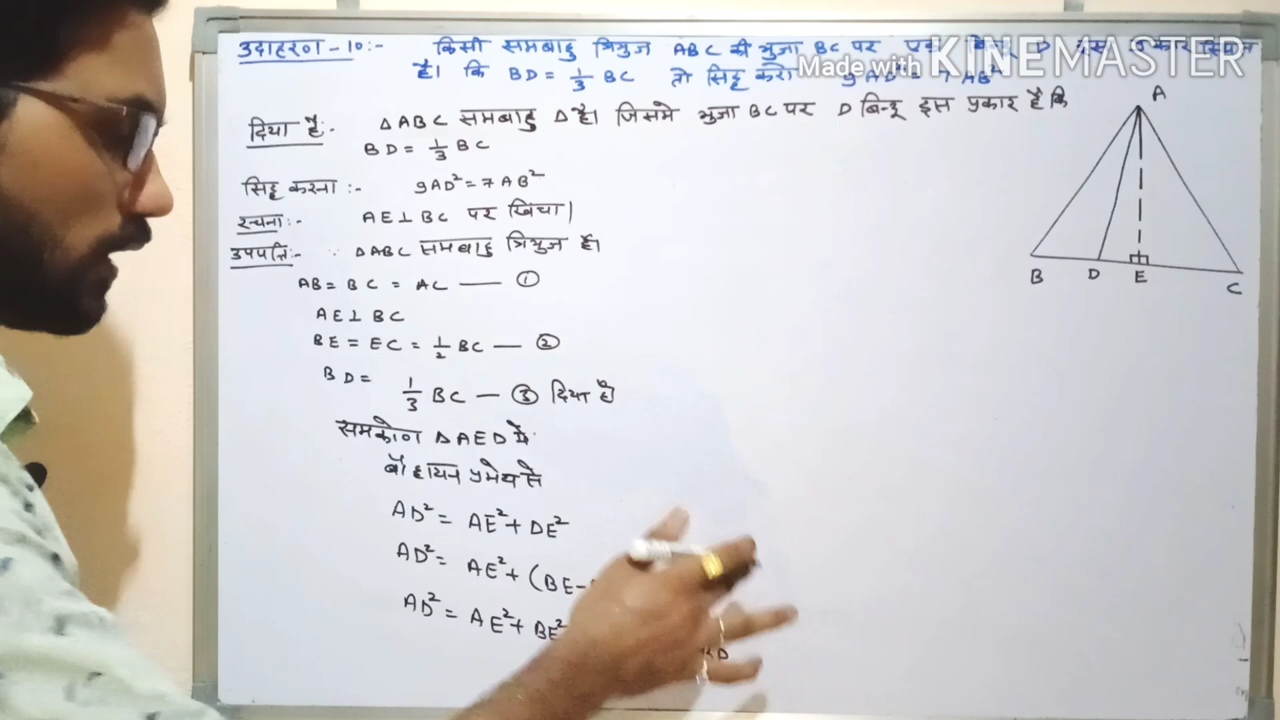 उदाहरण-10:- किसी समबाहु त्रिभुज ABC की भुजा BC पर
है। कि BD = 1/3 BC तो सिद्ध करो 9AD² = 7AB²
Made with KINEMASTER
दिया है:- ΔABC समबाहु Δ है। जिसमे भुजा BC पर D बिन्दू इस प्रकार है कि
BD = 1/3 BC
सिद्ध करना :- 9AD² = 7AB²
रचना:- AE⊥BC पर खिंचा।
उपपत्ति:- ∵ ΔABC समबाहु त्रिभुज है।
AB = BC = AC — ①
AE⊥BC
BE = EC = 1/2 BC — ②
BD = 1/3 BC — ③ दिया है
समकोण ΔAED में
प्रमेय से
AD² = AE² + DE²
AD² = AE² + (BE-
AD² = AE² + BE²
A
B D E C